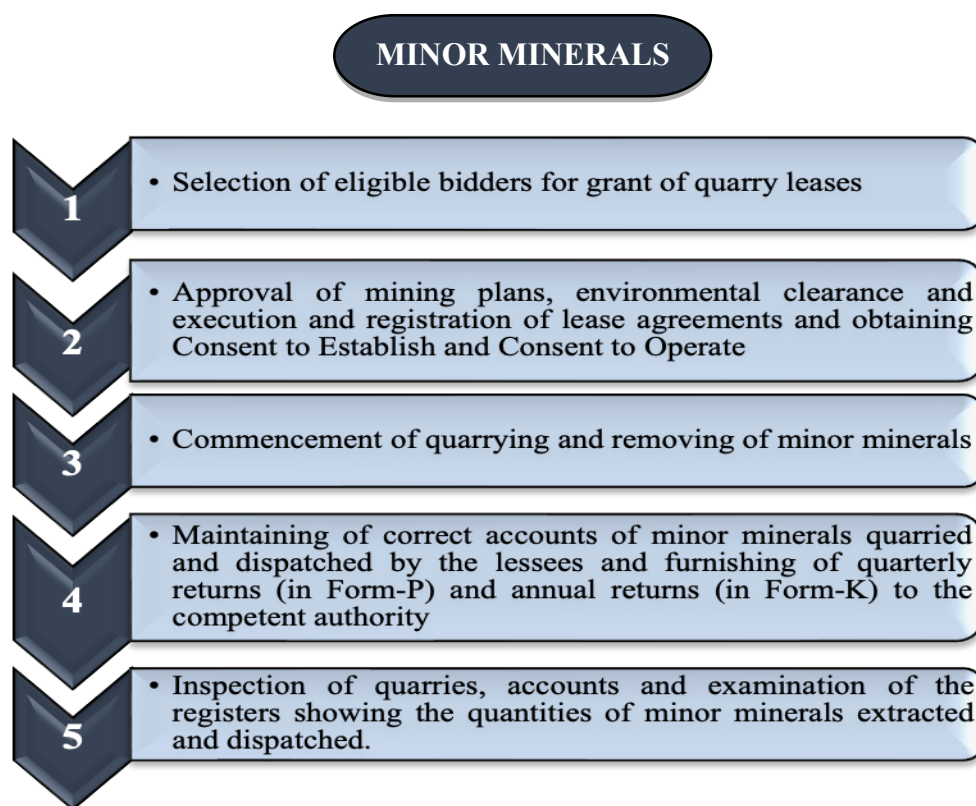 MINOR MINERALS
1
• Selection of eligible bidders for grant of quarry leases
2
• Approval of mining plans, environmental clearance and
execution and registration of lease agreements and obtaining
Consent to Establish and Consent to Operate
3
• Commencement of quarrying and removing of minor minerals
4
• Maintaining of correct accounts of minor minerals quarried
and dispatched by the lessees and furnishing of quarterly
returns (in Form-P) and annual returns (in Form-K) to the
competent authority
5
• Inspection of quarries, accounts and examination of the
registers showing the quantities of minor minerals extracted
and dispatched.